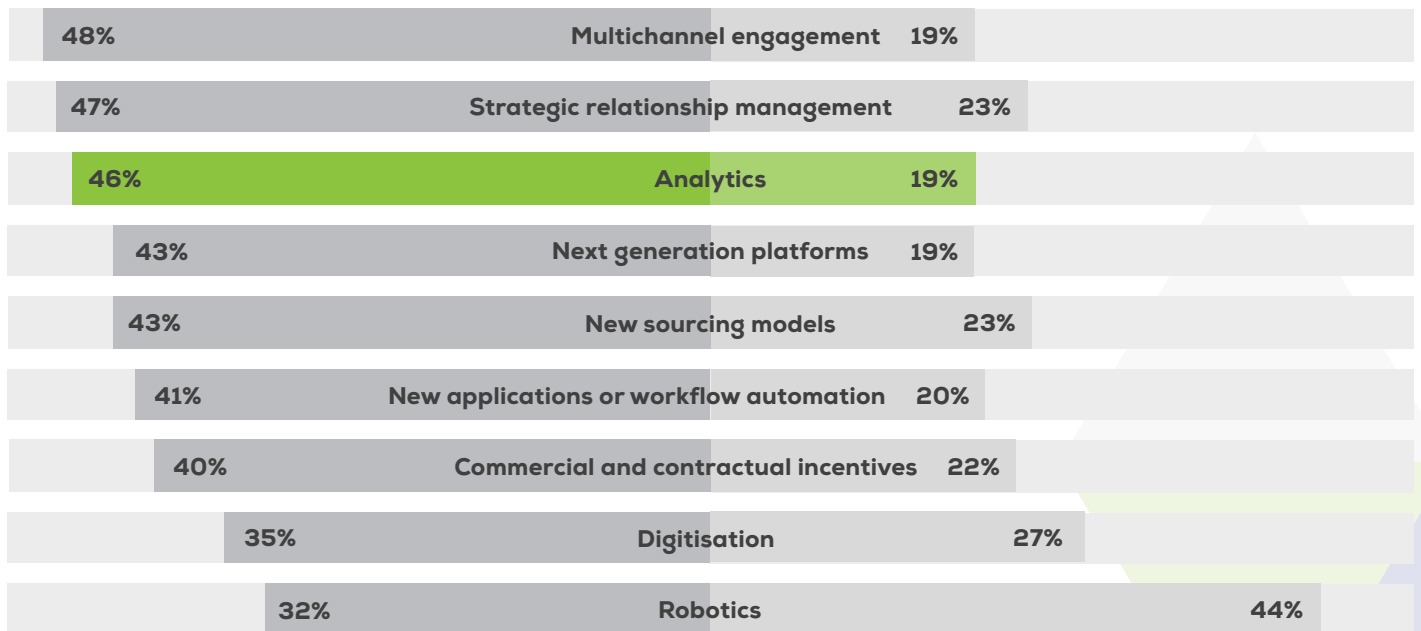 48% Multichannel engagement 19%
47% Strategic relationship management 23%
46% Analytics 19%
43% Next generation platforms 19%
43% New sourcing models 23%
41% New applications or workflow automation 20%
40% Commercial and contractual incentives 22%
35% Digitisation 27%
32% Robotics 44%